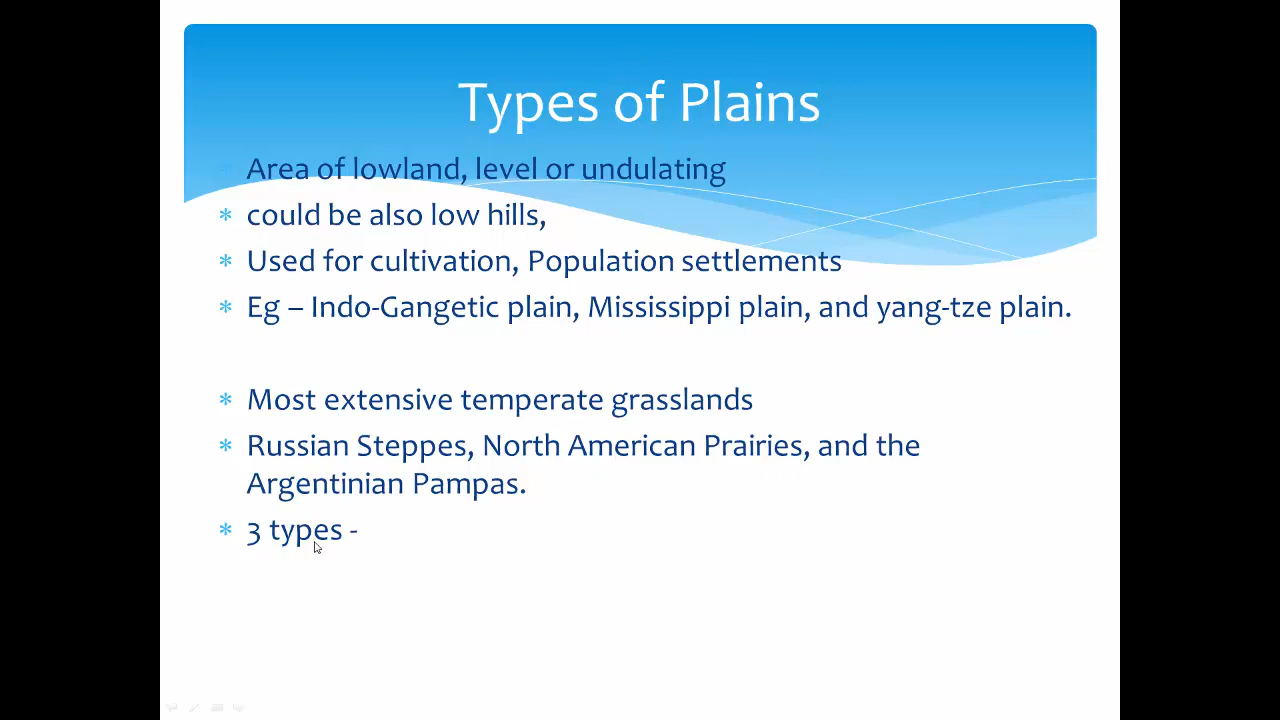 Types of Plains
Area of lowland, level or undulating
* could be also low hills,
* Used for cultivation, Population settlements
* Eg – Indo-Gangetic plain, Mississippi plain, and yang-tze plain.
* Most extensive temperate grasslands
* Russian Steppes, North American Prairies, and the
Argentinian Pampas.
* 3 types -